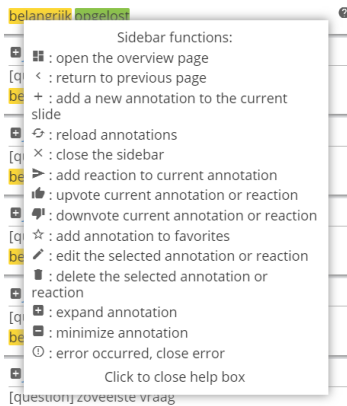 belangrijk opgelost
Sidebar functions:
: open the overview page
< : return to previous page
+ : add a new annotation to the current
slide
: reload annotations
× : close the sidebar
: add reaction to current annotation
: upvote current annotation or reaction
: downvote current annotation or reaction
☆ : add annotation to favorites
: edit the selected annotation or reaction
: delete the selected annotation or
reaction
: expand annotation
: minimize annotation
: error occurred, close error
Click to close help box
[question] zoveelste vraag